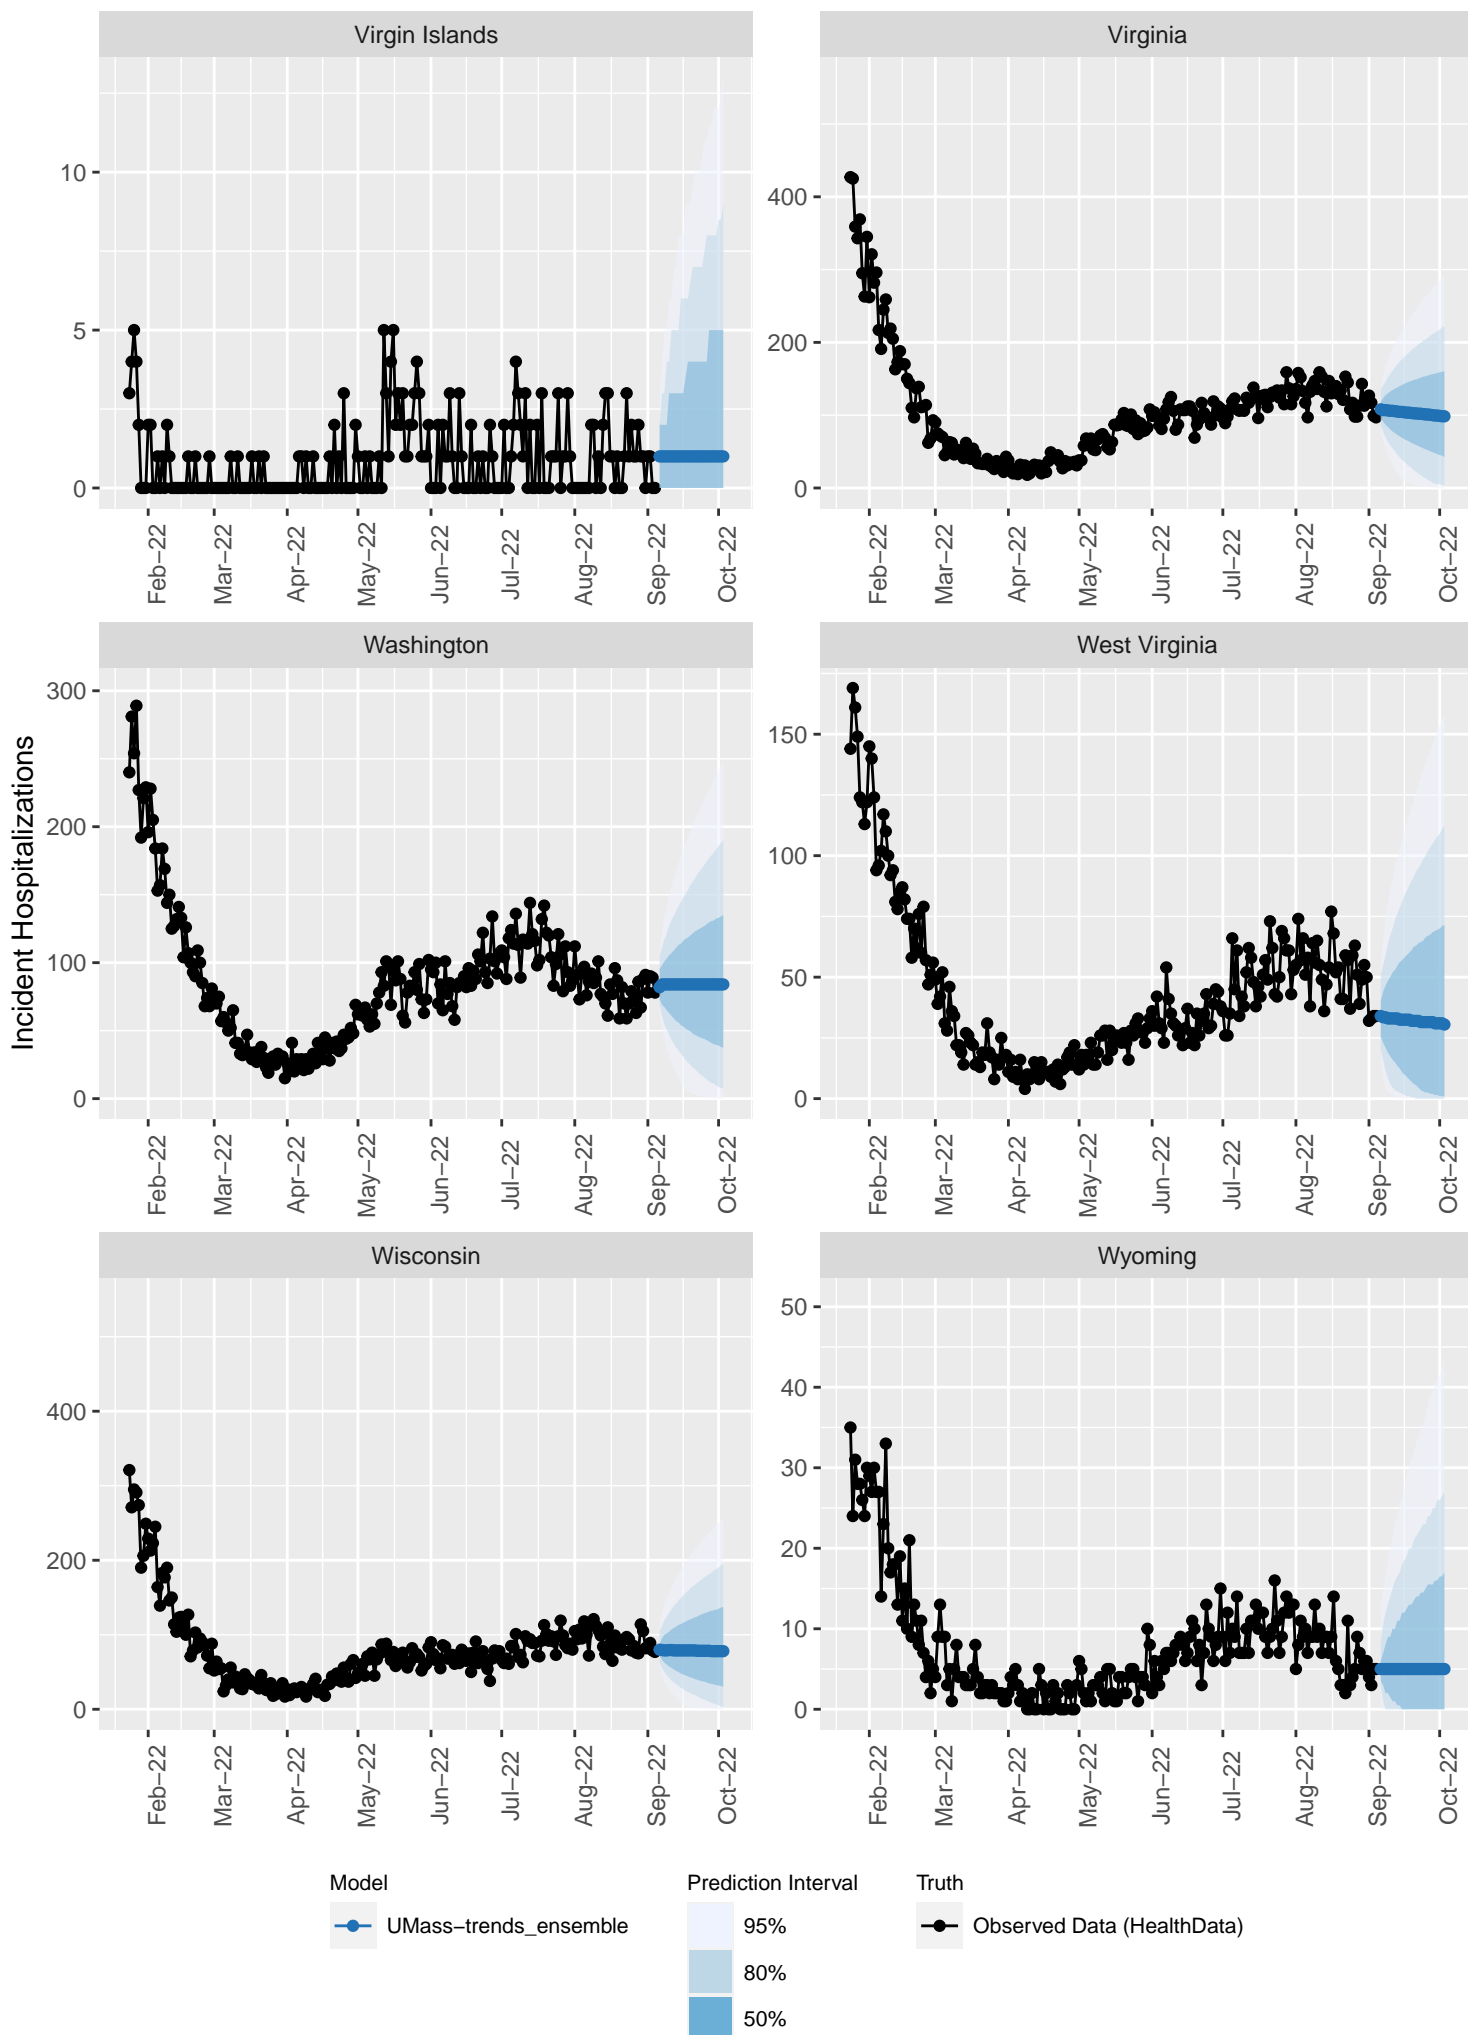 Virgin Islands
Virginia
10
5
0
400
200
0
Feb−22
Mar−22
Apr−22
May−22
Jun−22
Jul−22
Aug−22
Sep−22
Oct−22
Feb−22
Mar−22
Apr−22
May−22
Jun−22
Jul−22
Aug−22
Sep−22
Oct−22
Incident Hospitalizations
Washington
West Virginia
300
200
100
0
150
100
50
0
Feb−22
Mar−22
Apr−22
May−22
Jun−22
Jul−22
Aug−22
Sep−22
Oct−22
Feb−22
Mar−22
Apr−22
May−22
Jun−22
Jul−22
Aug−22
Sep−22
Oct−22
Wisconsin
Wyoming
400
200
0
50
40
30
20
10
0
Feb−22
Mar−22
Apr−22
May−22
Jun−22
Jul−22
Aug−22
Sep−22
Oct−22
Feb−22
Mar−22
Apr−22
May−22
Jun−22
Jul−22
Aug−22
Sep−22
Oct−22
Model
UMass−trends_ensemble
Prediction Interval
95%
80%
50%
Truth
Observed Data (HealthData)